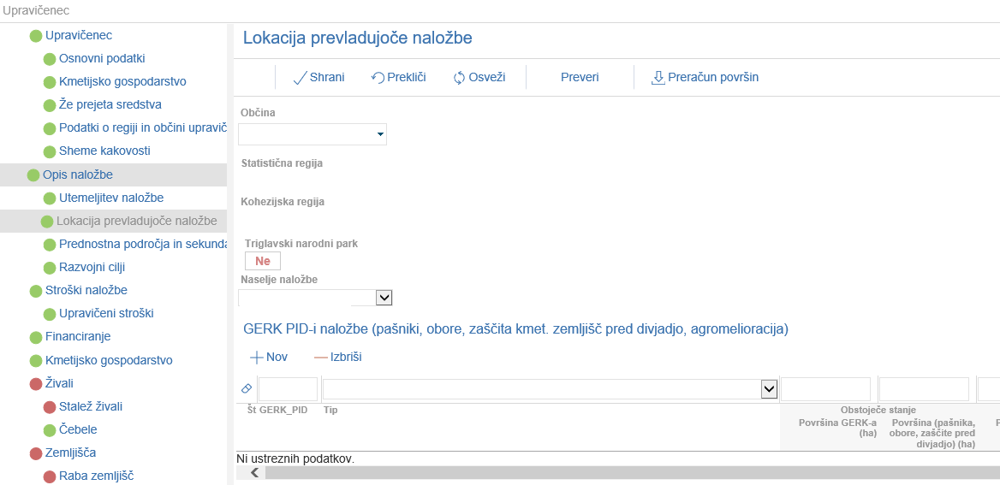 Upravičenec
Upravičenec
Osnovni podatki
Kmetijsko gospodarstvo
Že prejeta sredstva
Podatki o regiji in občini upravič
Sheme kakovosti
Opis naložbe
Utemeljitev naložbe
Lokacija prevladujoče naložbe
Prednostna področja in sekunda
Razvojni cilji
Stroški naložbe
Upravičeni stroški
Financiranje
Kmetijsko gospodarstvo
Živali
Stalež živali
Čebele
Zemljišča
Raba zemljišč
Lokacija prevladujoče naložbe
Shrani Prekliči Osveži Preveri Preračun površin
Občina
Statistična regija
Kohezijska regija
Triglavski narodni park
Ne
Naselje naložbe
GERK PID-i naložbe (pašniki, obore, zaščita kmet. zemljišč pred divjadjo, agromelioracija)
Nov Izbriši
Št GERK_PID Tip Obstoječe stanje
Površina GERK-a Površina (pašnika, P
(ha) obore, zaščite pred
divjadjo) (ha)
Ni ustreznih podatkov.